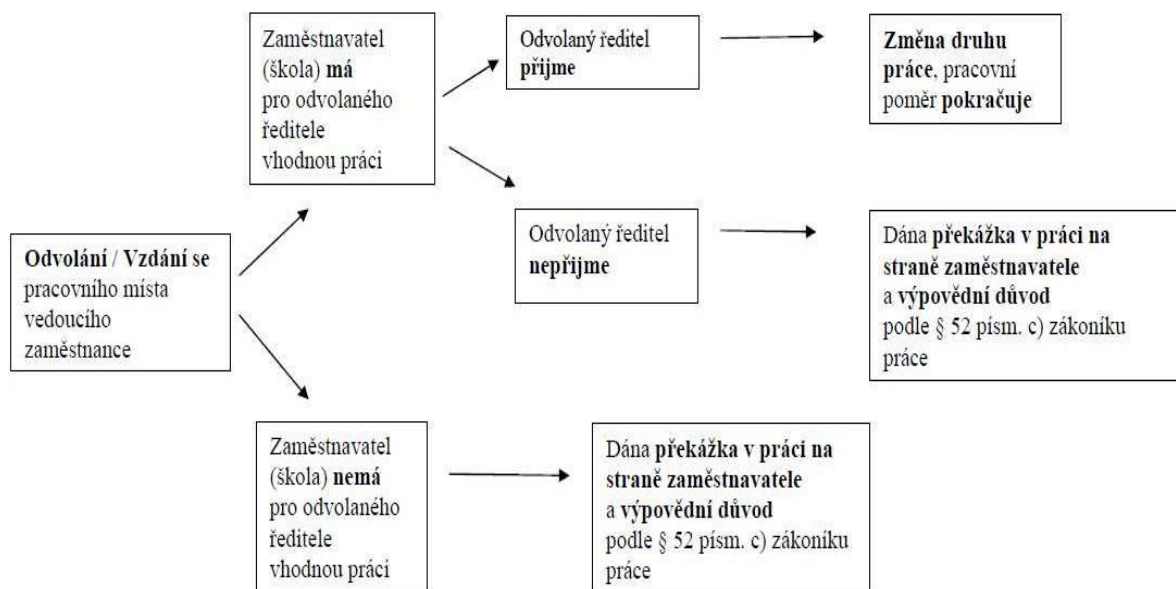 Odvolání / Vzdání se
pracovního místa
vedoucího
zaměstnance
Zaměstnavatel
(škola) má
pro odvolaného
ředitele
vhodnou práci
Odvolaný ředitel
přijme
Změna druhu
práce, pracovní
poměr pokračuje
Odvolaný ředitel
nepřijme
Dána překážka v práci na
straně zaměstnavatele
a výpovědní důvod
podle § 52 písm. c) zákoníku
práce
Zaměstnavatel
(škola) nemá
pro odvolaného
ředitele
vhodnou práci
Dána překážka v práci na
straně zaměstnavatele
a výpovědní důvod
podle § 52 písm. c) zákoníku
práce